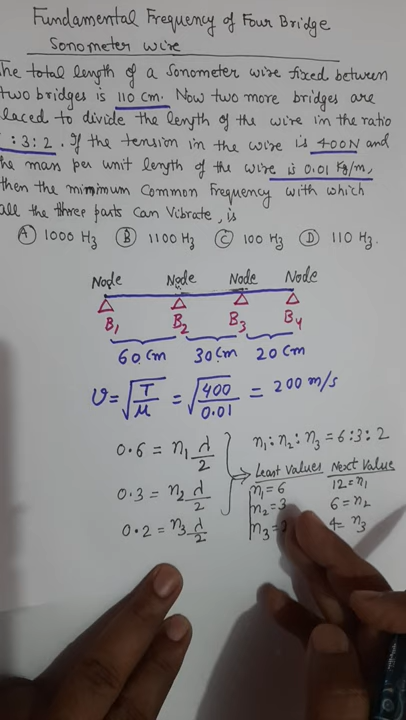 Fundamental Frequency of Four Bridge
Sonometer wire
The total length of a Sonometer wire fixed between
two bridges is 110 cm. Now two more bridges are
laced to divide the length of the wire in the ratio
: 3 : 2 . If the tension in the wire is 400N and
he mass per unit length of the wire is 0.01 Kg/m,
then the minimum Common Frequency with which
all the three parts Can Vibrate, is
(A) 1000 Hz (B) 1100 Hz (C) 100 Hz (D) 110 Hz.
Node Node Node Node
B1 B2 B3 B4
60 Cm 30 Cm 20 Cm
υ = √T/μ = √400/0.01 = 200 m/s
n1 : n2 : n3 = 6 : 3 : 2
0.6 = n1 λ/2
Least Values Next Value
n1 = 6 12 = n1
0.3 = n2 λ/2
n2 = 3 6 = n2
0.2 = n3 λ/2
n3 = 4 = n3